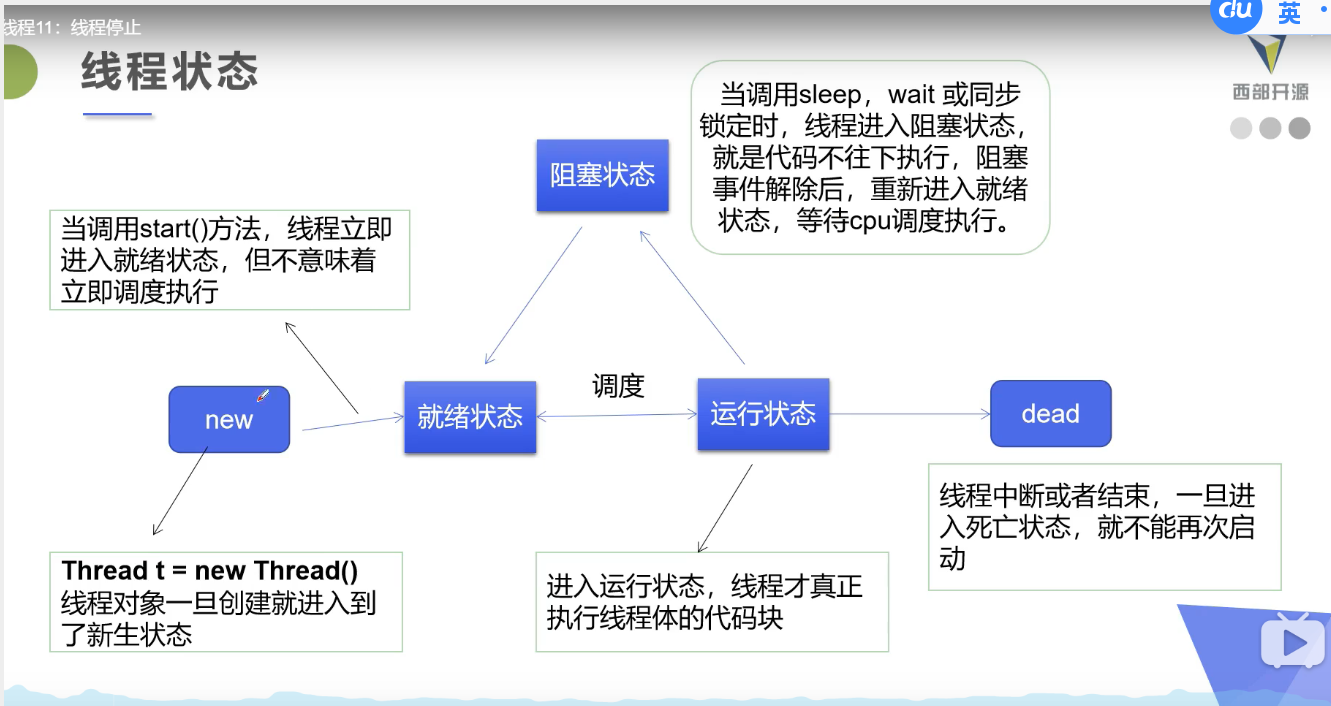 线程11：线程停止
英
线程状态
西部开源
当调用sleep，wait 或同步
锁定时，线程进入阻塞状态，
就是代码不往下执行，阻塞
事件解除后，重新进入就绪
状态，等待cpu调度执行。
阻塞状态
当调用start()方法，线程立即
进入就绪状态，但不意味着
立即调度执行
调度
new
就绪状态
运行状态
dead
线程中断或者结束，一旦进
入死亡状态，就不能再次启
动
Thread t = new Thread()
线程对象一旦创建就进入到
了新生状态
进入运行状态，线程才真正
执行线程体的代码块